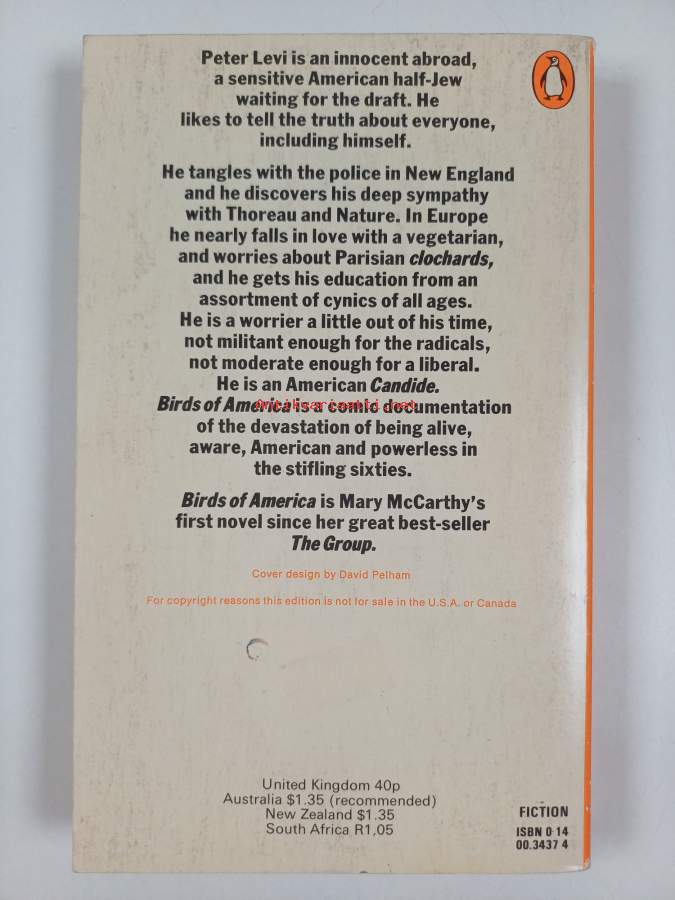 Peter Levi is an innocent abroad,
a sensitive American half-Jew
waiting for the draft. He
likes to tell the truth about everyone,
including himself.
He tangles with the police in New England
and he discovers his deep sympathy
with Thoreau and Nature. In Europe
he nearly falls in love with a vegetarian,
and worries about Parisian clochards,
and he gets his education from an
assortment of cynics of all ages.
He is a worrier a little out of his time,
not militant enough for the radicals,
not moderate enough for a liberal.
He is an American Candide.
Birds of America is a comic documentation
antikvariaatti.net
of the devastation of being alive,
aware, American and powerless in
the stifling sixties.
Birds of America is Mary McCarthy's
first novel since her great best-seller
The Group.
Cover design by David Pelham
For copyright reasons this edition is not for sale in the U.S.A. or Canada
United Kingdom 40p
Australia $1.35 (recommended)
New Zealand $1.35
South Africa R1,05
FICTION
ISBN 0 14
00.3437 4